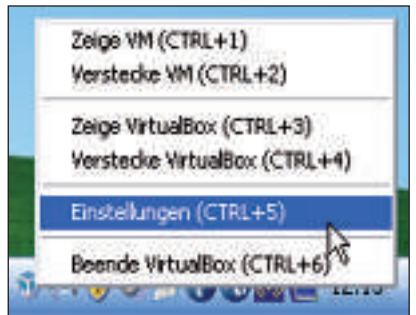 Zeige VM (CTRL+1)
Verstecke VM (CTRL+2)
Zeige VirtualBox (CTRL+3)
Verstecke VirtualBox (CTRL+4)
Einstellungen (CTRL+5)
Beende VirtualBox (CTRL+6)